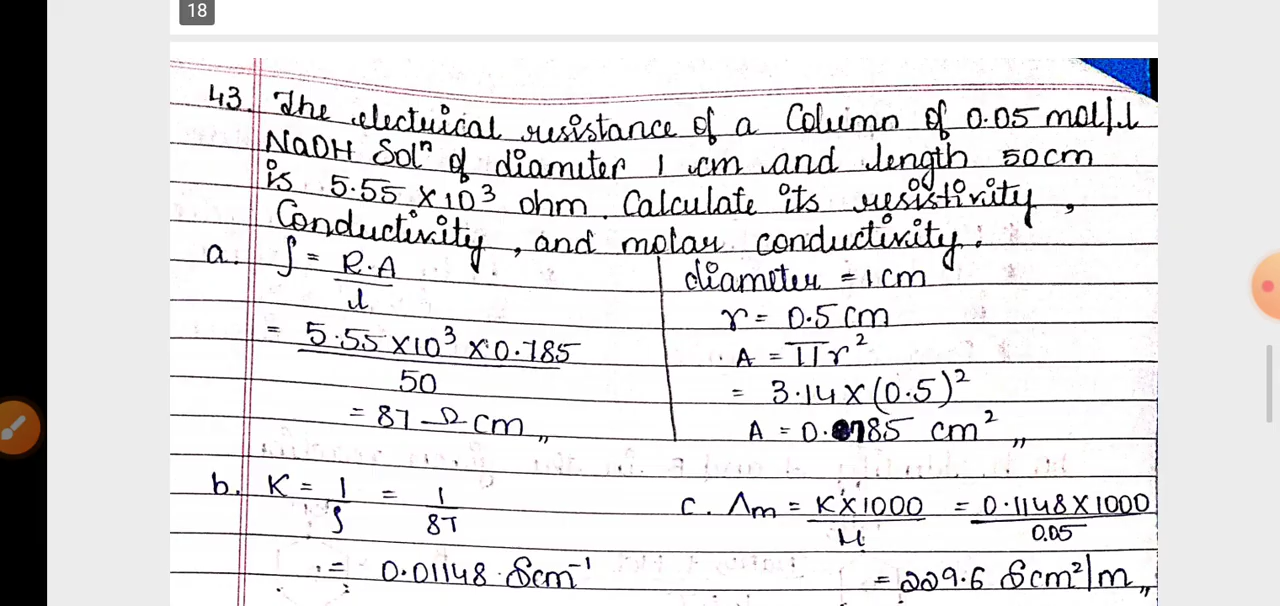 18
43. The electrical resistance of a Column of 0.05 mol/l
NaOH Solⁿ of diameter 1 cm and length 50cm
is 5.55 × 10³ ohm. Calculate its resistivity,
Conductivity, and molar conductivity.
a. ρ = R.A / l
= 5.55 × 10³ × 0.785 / 50
= 87 Ω cm
diameter = 1 cm
r = 0.5 cm
A = πr²
= 3.14 × (0.5)²
A = 0.785 cm²
b. K = 1/ρ = 1/87
= 0.01148 S cm⁻¹
c. Λm = K × 1000 / M = 0.1148 × 1000 / 0.05
= 229.6 S cm²/m